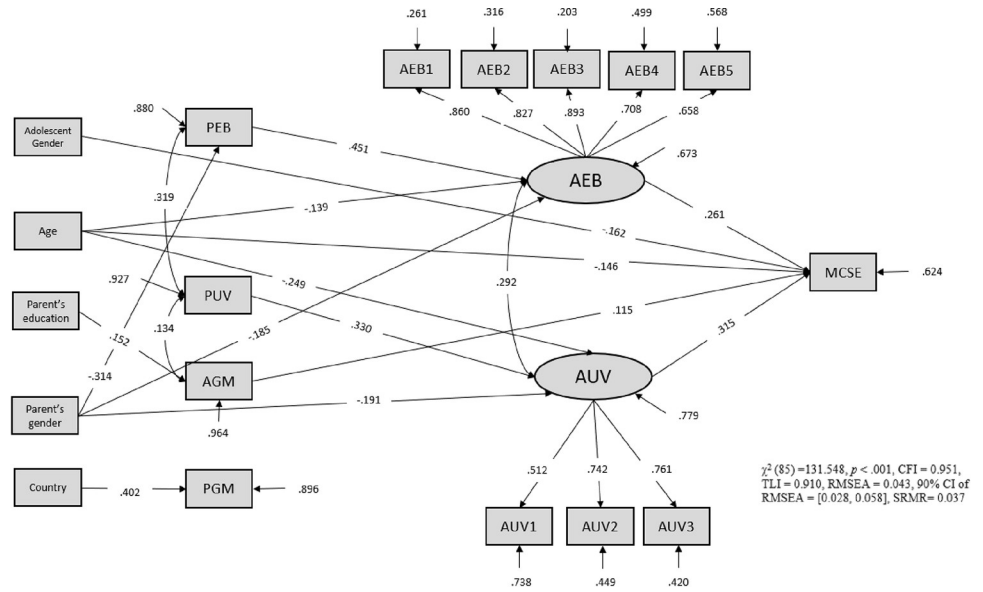 .261
.316
.203
.499
.568
AEB1
AEB2
AEB3
AEB4
AEB5
.880
.860
.827
.893
.708
.658
Adolescent
Gender
PEB
.451
.673
AEB
.319
-.139
.261
Age
-.162
-.146
MCSE
.624
.927
PUV
-.249
.292
Parent's
education
.134
.330
-.185
.115
.315
.152
-.314
AGM
AUV
Parent's
gender
-.191
.779
.964
Country
.402
PGM
.896
.512
.742
.761
χ² (85) =131.548, p < .001, CFI = 0.951,
TLI = 0.910, RMSEA = 0.043, 90% CI of
RMSEA = [0.028, 0.058], SRMR= 0.037
AUV1
AUV2
AUV3
.738
.449
.420